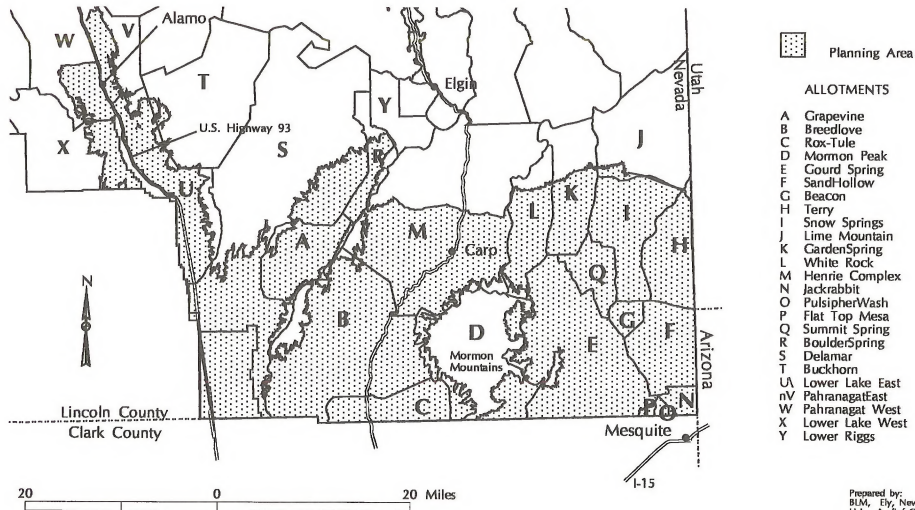 W
V
Alamo
T
Elgin
Utah
Nevada
Y
U.S. Highway 93
X
S
R
J
U
K
L
I
A
M
H
Carp
Q
N
B
G
F
D
E
Mormon
Mountains
Arizona
C
P
O
N
Lincoln County
Clark County
Mesquite
I-15
20
0
20 Miles
Planning Area
ALLOTMENTS
A Grapevine
B Breedlove
C Rox-Tule
D Mormon Peak
E Gourd Spring
F SandHollow
G Beacon
H Terry
I Snow Springs
J Lime Mountain
K GardenSpring
L White Rock
M Henrie Complex
N Jackrabbit
O PulsipherWash
P Flat Top Mesa
Q Summit Spring
R BoulderSpring
S Delamar
T Buckhorn
U\ Lower Lake East
nV PahranagatEast
W Pahranagat West
X Lower Lake West
Y Lower Riggs
Prepared by:
BLM, Ely, Nev